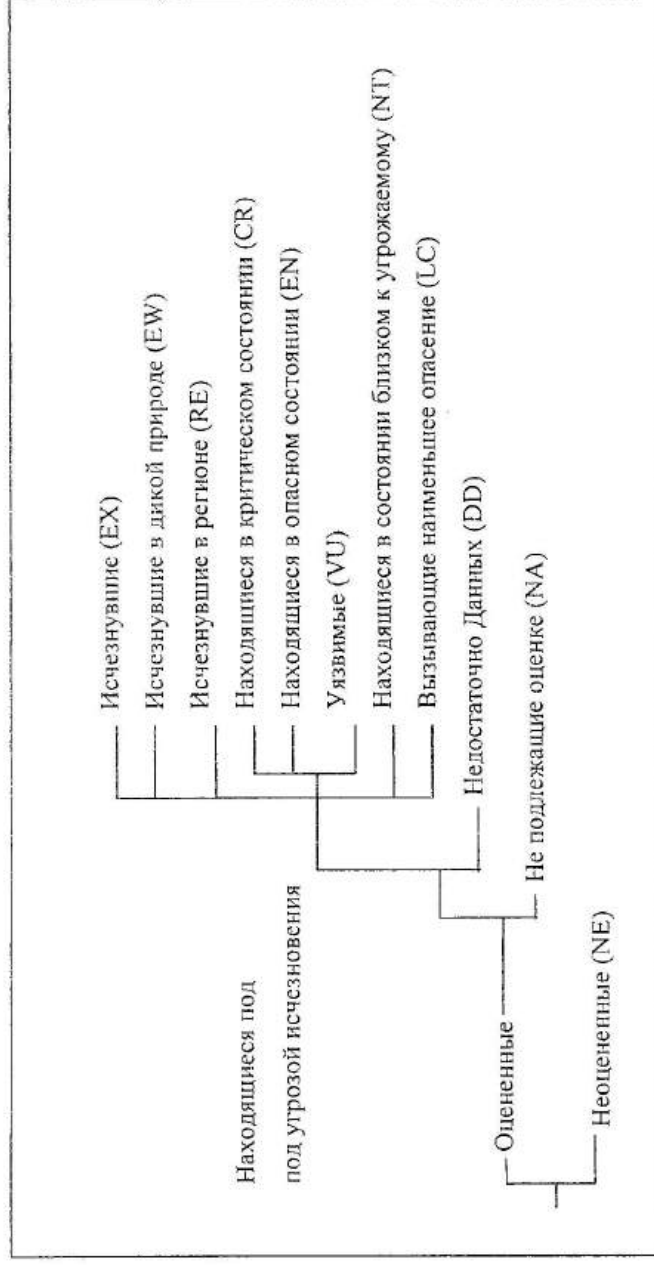 Исчезнувшие (EX)
Исчезнувшие в дикой природе (EW)
Исчезнувшие в регионе (RE)
Находящиеся в критическом состоянии (CR)
Находящиеся под
под угрозой исчезновения
Находящиеся в опасном состоянии (EN)
Уязвимые (VU)
Находящиеся в состоянии близком к угрожаемому (NT)
Вызывающие наименьшее опасение (LC)
Недостаточно Данных (DD)
Оцененные
Не подлежащие оценке (NA)
Неоцененные (NE)